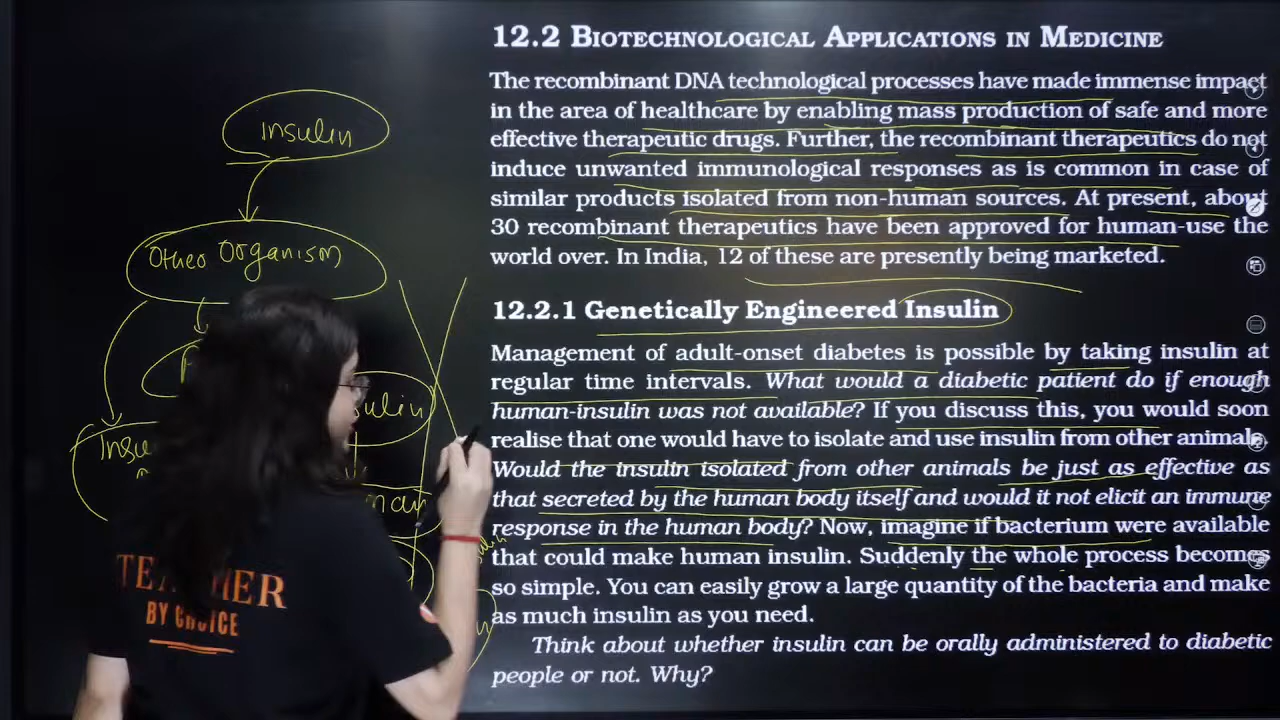 12.2 BIOTECHNOLOGICAL APPLICATIONS IN MEDICINE
The recombinant DNA technological processes have made immense impact
in the area of healthcare by enabling mass production of safe and more
effective therapeutic drugs. Further, the recombinant therapeutics do not
induce unwanted immunological responses as is common in case of
similar products isolated from non-human sources. At present, about
30 recombinant therapeutics have been approved for human-use the
world over. In India, 12 of these are presently being marketed.
12.2.1 Genetically Engineered Insulin
Management of adult-onset diabetes is possible by taking insulin at
regular time intervals. What would a diabetic patient do if enough
human-insulin was not available? If you discuss this, you would soon
realise that one would have to isolate and use insulin from other animals.
Would the insulin isolated from other animals be just as effective as
that secreted by the human body itself and would it not elicit an immune
response in the human body? Now, imagine if bacterium were available
that could make human insulin. Suddenly the whole process becomes
so simple. You can easily grow a large quantity of the bacteria and make
as much insulin as you need.
Think about whether insulin can be orally administered to diabetic
people or not. Why?
insulin
Other Organism
TEACHER
BY CHOICE